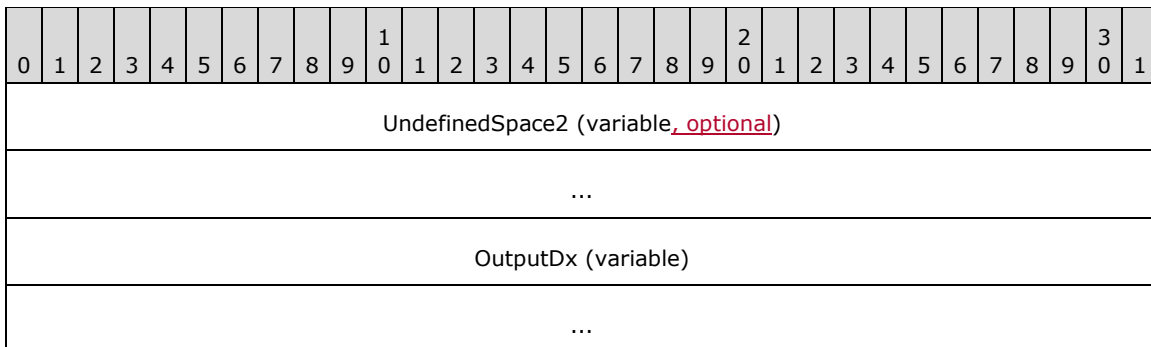 1 2 3
0 1 2 3 4 5 6 7 8 9 0 1 2 3 4 5 6 7 8 9 0 1 2 3 4 5 6 7 8 9 0 1
UndefinedSpace2 (variable, optional)
...
OutputDx (variable)
...